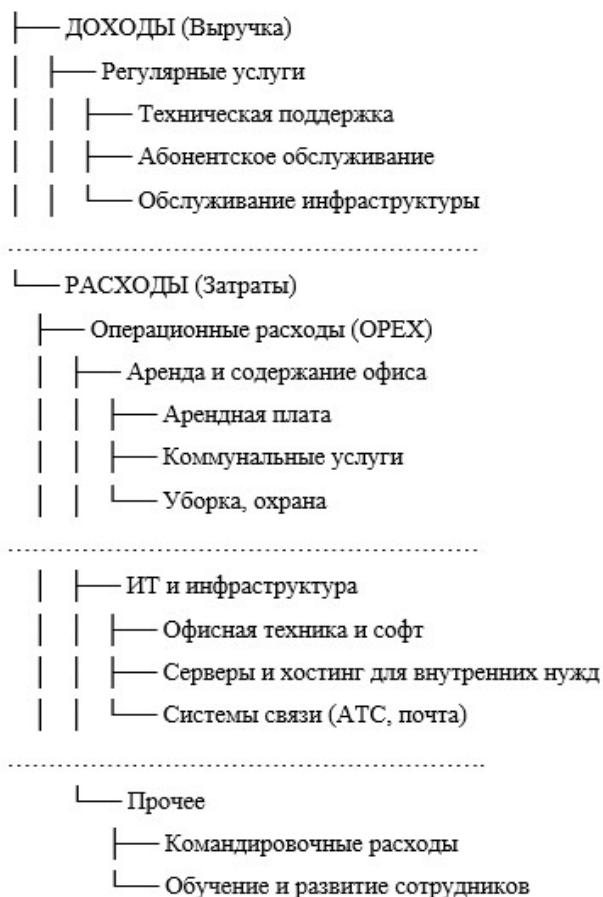 ├── ДОХОДЫ (Выручка)
│ ├── Регулярные услуги
│ │ ├── Техническая поддержка
│ │ ├── Абонентское обслуживание
│ │ └── Обслуживание инфраструктуры
............................................................
└── РАСХОДЫ (Затраты)
├── Операционные расходы (OPEX)
│ ├── Аренда и содержание офиса
│ │ ├── Арендная плата
│ │ ├── Коммунальные услуги
│ │ └── Уборка, охрана
............................................................
│ ├── ИТ и инфраструктура
│ │ ├── Офисная техника и софт
│ │ ├── Серверы и хостинг для внутренних нужд
│ │ └── Системы связи (АТС, почта)
............................................................
└── Прочее
├── Командировочные расходы
└── Обучение и развитие сотрудников